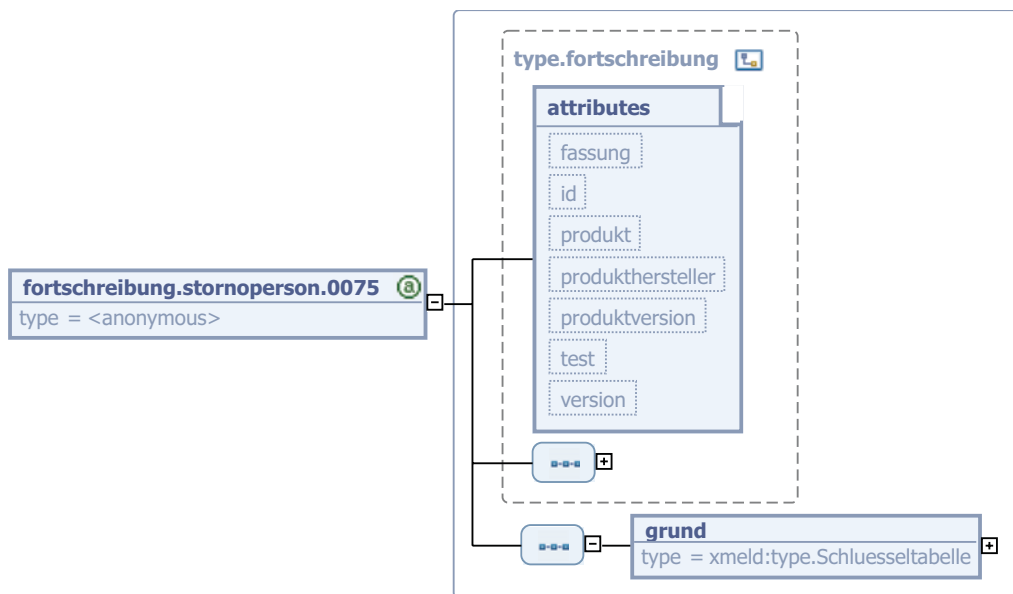 type.fortschreibung
attributes
fassung
id
produkt
produkthersteller
produktversion
test
version
fortschreibung.stornoperson.0075
type = <anonymous>
grund
type = xmeld:type.Schluesseltabelle